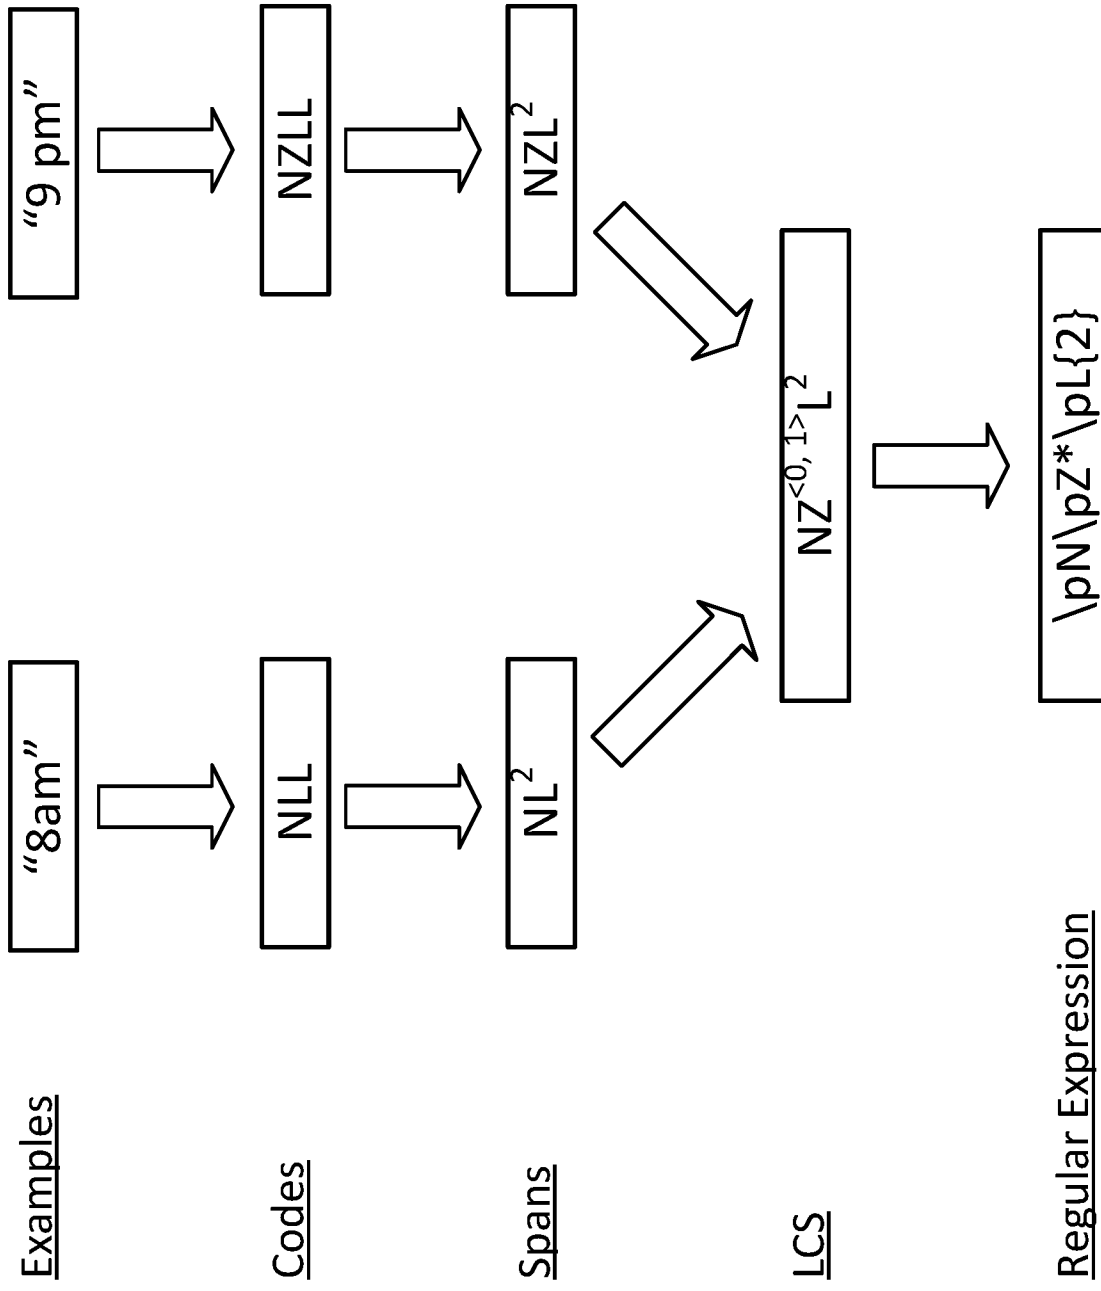 Examples
“8am”
“9 pm”
Codes
NLL
NZLL
Spans
NL²
NZL²
LCS
NZ<0, 1>L²
Regular Expression
\pN\pZ*\pL{2}